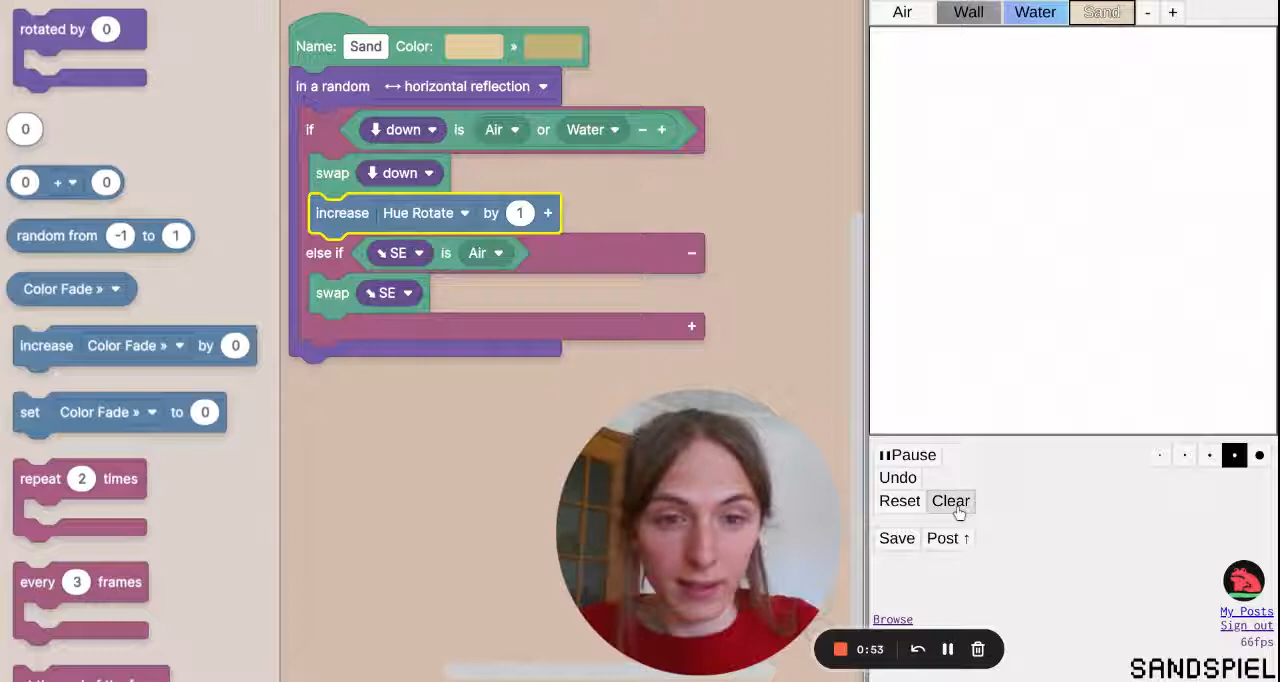 rotated by 0
0
0 + 0
random from -1 to 1
Color Fade »
increase Color Fade » by 0
set Color Fade » to 0
repeat 2 times
every 3 frames
Name: Sand Color: »
in a random ↔ horizontal reflection
if down is Air or Water - +
swap down
increase Hue Rotate by 1 +
else if SE is Air -
swap SE
+
Air Wall Water Sand - +
Pause
Undo
Reset Clear
Save Post ↑
My Posts
Browse Sign out
0:53
66fps
SANDSPIEL